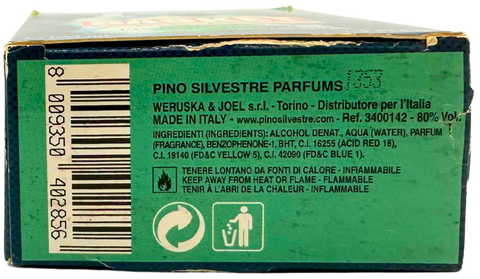 PINO SILVESTRE PARFUMS 1353
WERUSKA & JOEL s.r.l. - Torino - Distributore per l'Italia
MADE IN ITALY - www.pinosilvestre.com - Ref. 3400142 - 80% Vol.
INGREDIENTI (INGREDIENTS): ALCOHOL DENAT., AQUA (WATER), PARFUM
(FRAGRANCE), BENZOPHENONE-1, BHT, C.I. 16255 (ACID RED 18),
C.I. 19140 (FD&C YELLOW 5), C.I. 42090 (FD&C BLUE 1).
TENERE LONTANO DA FONTI DI CALORE - INFIAMMABILE
KEEP AWAY FROM HEAT OR FLAME - FLAMMABLE
TENIR À L'ABRI DE LA CHALEUR - INFLAMMABLE
8 009350 402856